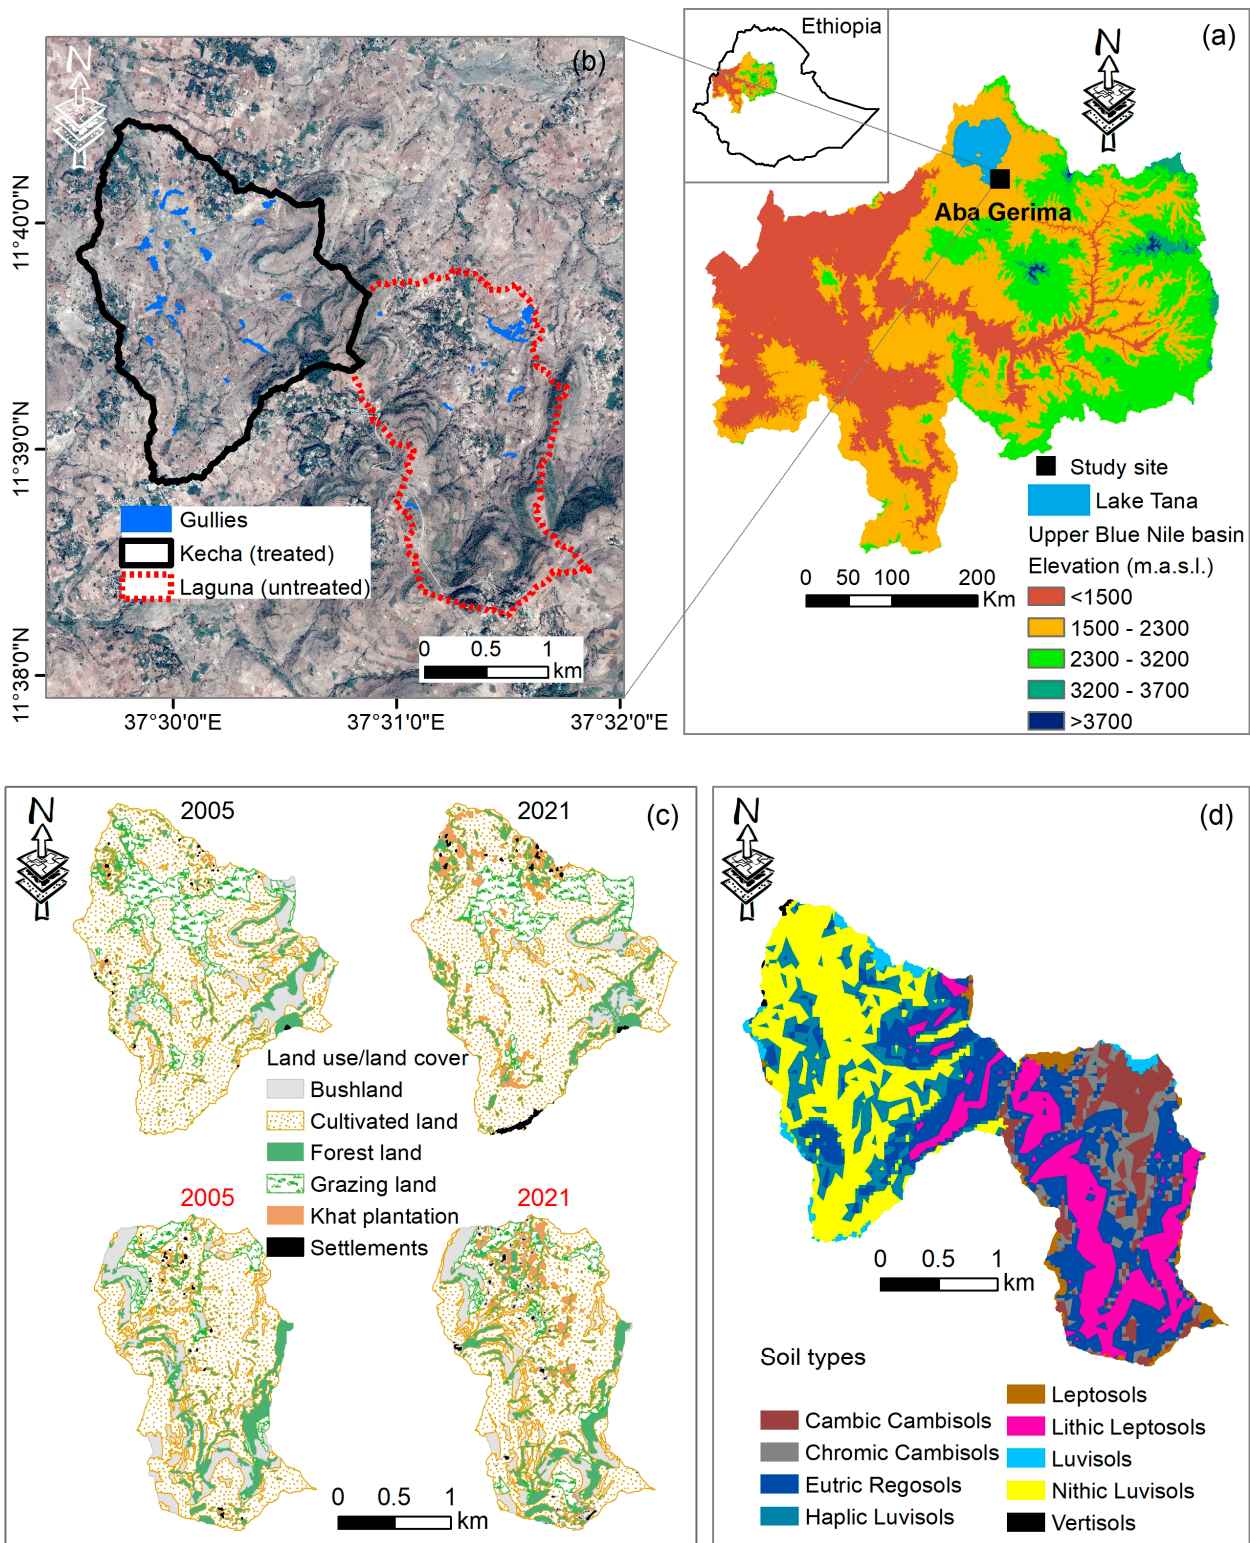 (b)
N
11°40'0"N
11°39'0"N
11°38'0"N
Gullies
Kecha (treated)
Laguna (untreated)
0 0.5 1
km
37°30'0"E 37°31'0"E 37°32'0"E
Ethiopia
(a)
N
Aba Gerima
Study site
Lake Tana
Upper Blue Nile basin
Elevation (m.a.s.l.)
<1500
1500 - 2300
2300 - 3200
3200 - 3700
>3700
0 50 100 200
Km
N
2005
2021
(c)
Land use/land cover
Bushland
Cultivated land
Forest land
Grazing land
Khat plantation
Settlements
2005
2021
0 0.5 1
km
N
(d)
0 0.5 1
km
Soil types
Cambic Cambisols
Chromic Cambisols
Eutric Regosols
Haplic Luvisols
Leptosols
Lithic Leptosols
Luvisols
Nithic Luvisols
Vertisols